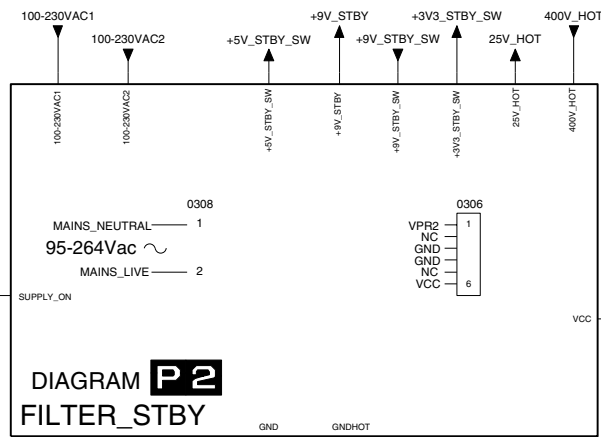 100-230VAC1
100-230VAC2
+5V_STBY_SW
+9V_STBY
+9V_STBY_SW
+3V3_STBY_SW
25V_HOT
400V_HOT
100-230VAC1
100-230VAC2
+5V_STBY_SW
+9V_STBY
+9V_STBY_SW
+3V3_STBY_SW
25V_HOT
400V_HOT
0308
MAINS_NEUTRAL 1
95-264Vac
MAINS_LIVE 2
0306
VPR2 1
NC
GND
GND
NC
VCC 6
SUPPLY_ON
VCC
DIAGRAM P 2
FILTER_STBY
GND
GNDHOT